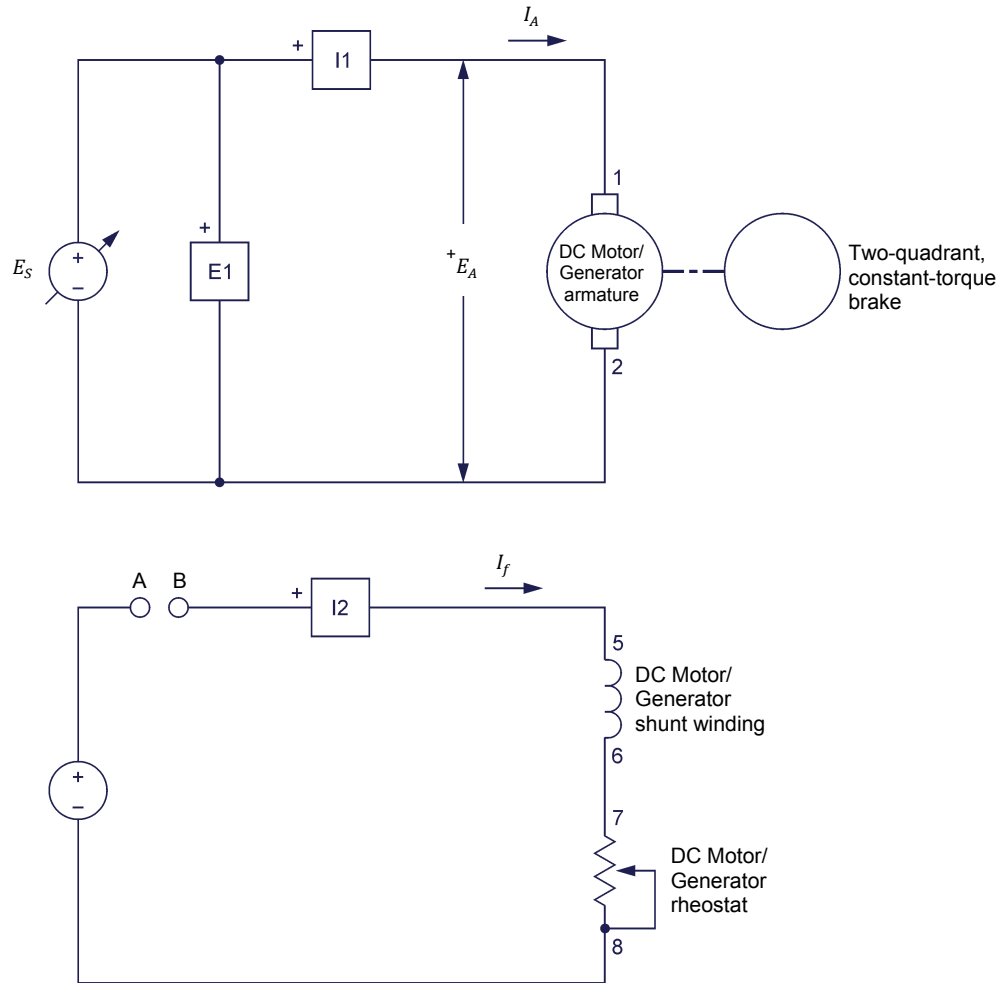 I_A
+ I1
1
+
+
E_S
−
E1
+E_A
DC Motor/
Generator
armature
Two-quadrant,
constant-torque
brake
2
I_f
A B
+ I2
5
DC Motor/
Generator
shunt winding
6
+
−
7
DC Motor/
Generator
rheostat
8